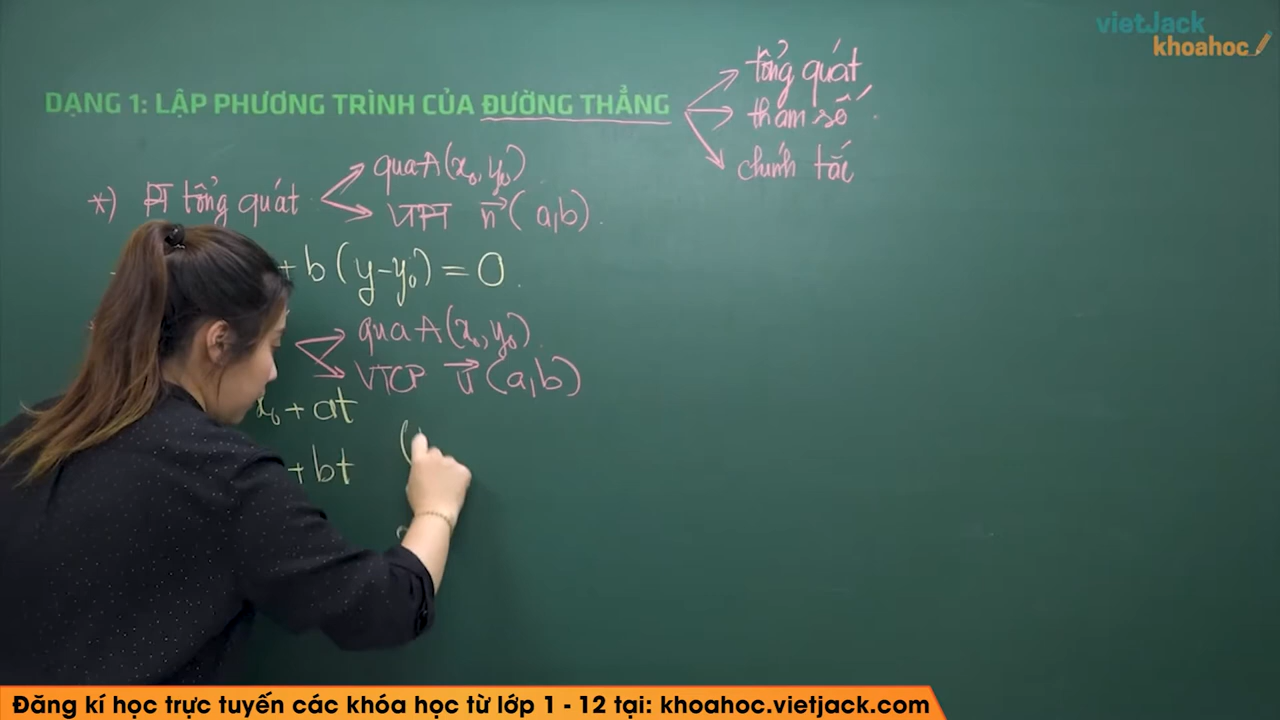 vietJack
khoahoc
DẠNG 1: LẬP PHƯƠNG TRÌNH CỦA ĐƯỜNG THẲNG
tổng quát
tham số
chính tắc
*) PT tổng quát
qua A(x₀, y₀)
VTPT n⃗ (a,b).
+ b(y-y₀) = 0.
qua A(x₀, y₀)
VTCP u⃗ (a,b)
x₀ + at
+ bt
Đăng kí học trực tuyến các khóa học từ lớp 1 - 12 tại: khoahoc.vietjack.com